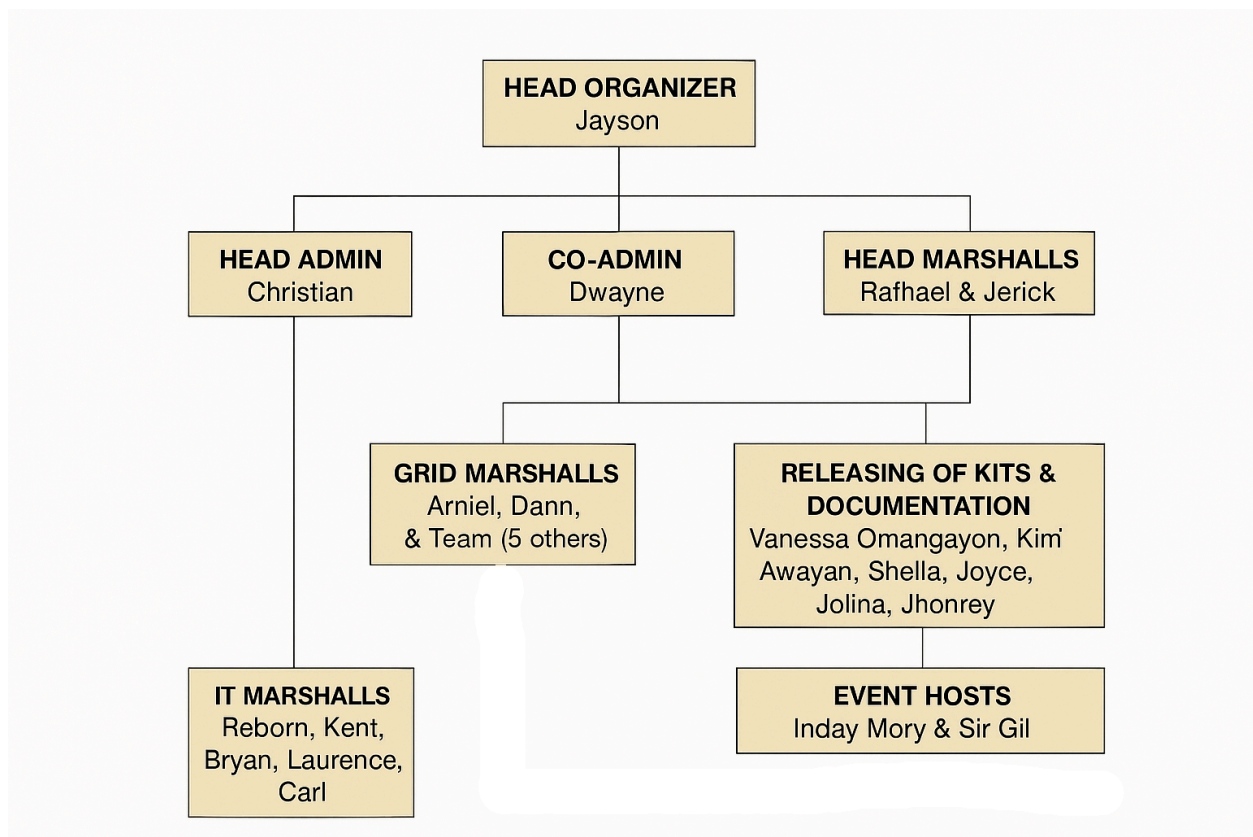 HEAD ORGANIZER
Jayson
HEAD ADMIN
Christian
CO-ADMIN
Dwayne
HEAD MARSHALLS
Rafhael & Jerick
GRID MARSHALLS
Arniel, Dann,
& Team (5 others)
RELEASING OF KITS &
DOCUMENTATION
Vanessa Omangayon, Kim
Awayan, Shella, Joyce,
Jolina, Jhonrey
IT MARSHALLS
Reborn, Kent,
Bryan, Laurence,
Carl
EVENT HOSTS
Inday Mory & Sir Gil